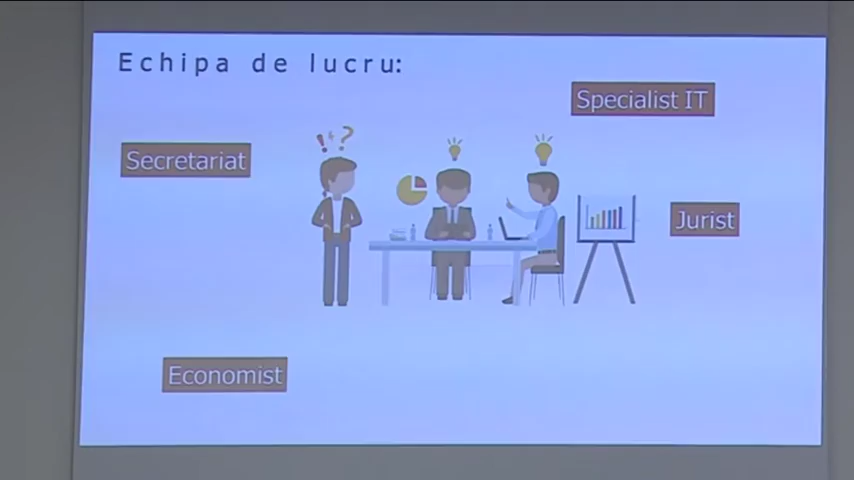 Echipa de lucru:
Specialist IT
Secretariat
Jurist
Economist